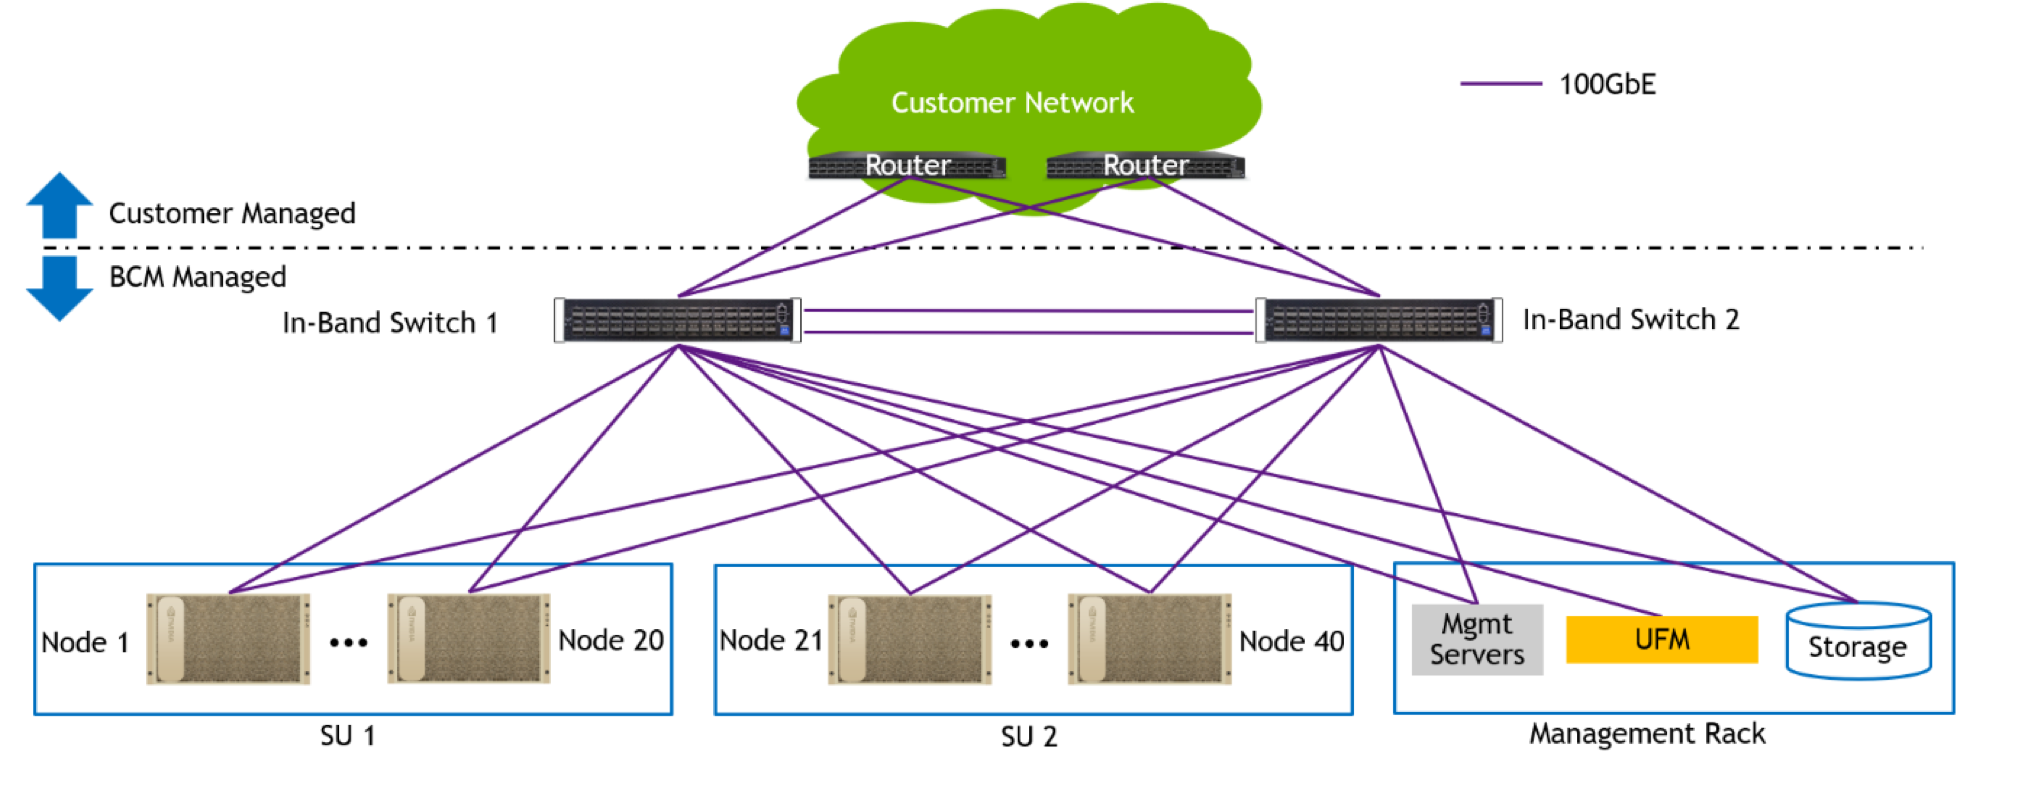 Customer Network
100GbE
Router
Router
Customer Managed
BCM Managed
In-Band Switch 1
In-Band Switch 2
Node 1
...
Node 20
Node 21
...
Node 40
Mgmt
Servers
UFM
Storage
SU 1
SU 2
Management Rack